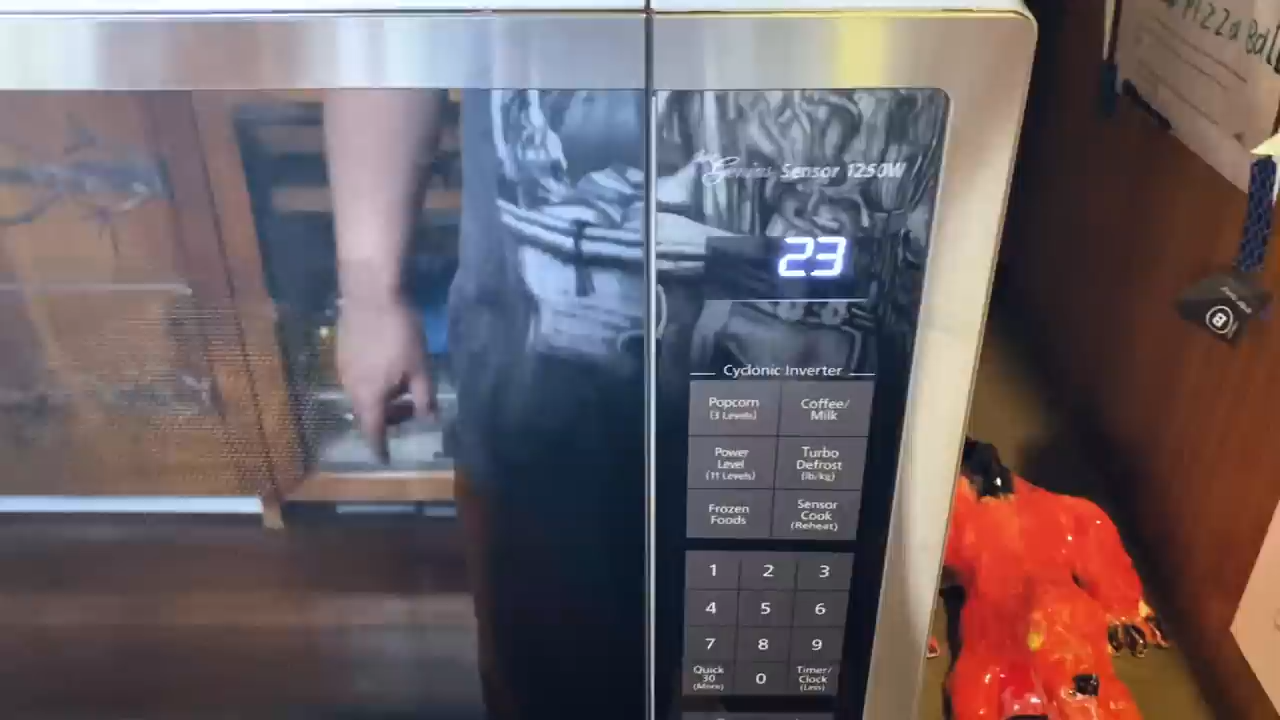 Pizza Ball
Genius Sensor 1250W
23
Cyclonic Inverter
Popcorn
(3 Levels)
Coffee/
Milk
Power
Level
(11 Levels)
Turbo
Defrost
(lb/kg)
Frozen
Foods
Sensor
Cook
(Reheat)
1 2 3
4 5 6
7 8 9
Quick
30
(More)
0
Timer/
Clock
(Less)
B